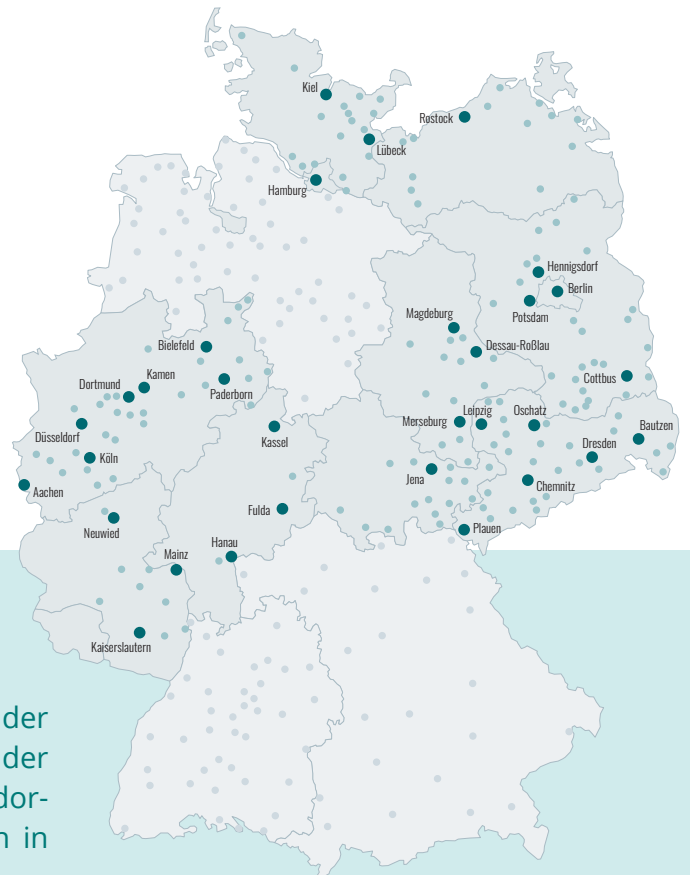 Kiel
Rostock
Lübeck
Hamburg
Hennigsdorf
Berlin
Potsdam
Magdeburg
Dessau-Roßlau
Bielefeld
Kamen
Dortmund
Paderborn
Cottbus
Leipzig
Oschatz
Merseburg
Bautzen
Düsseldorf
Kassel
Dresden
Köln
Jena
Chemnitz
Aachen
Fulda
Plauen
Neuwied
Hanau
Mainz
Kaiserslautern
der
der
dor-
n in